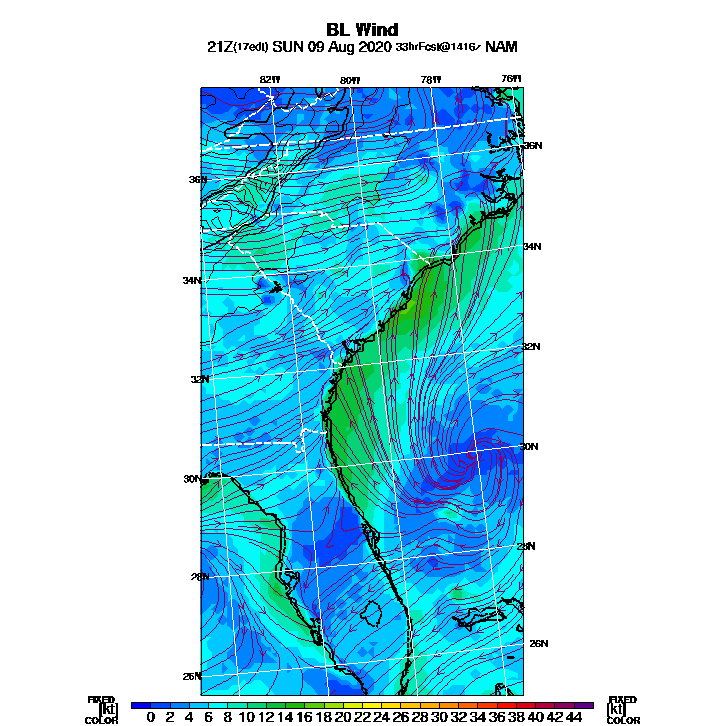 BL Wind
21Z(17edt) SUN 09 Aug 2020 33hrFcst@1416z NAM
82W 80W 78W 76W
36N
36N
34N
34N
32N
32N
30N
30N
28N
28N
26N
26N
FIXED FIXED
[kt] 0 2 4 6 8 10 12 14 16 18 20 22 24 26 28 30 32 34 36 38 40 42 44 [kt]
COLOR COLOR